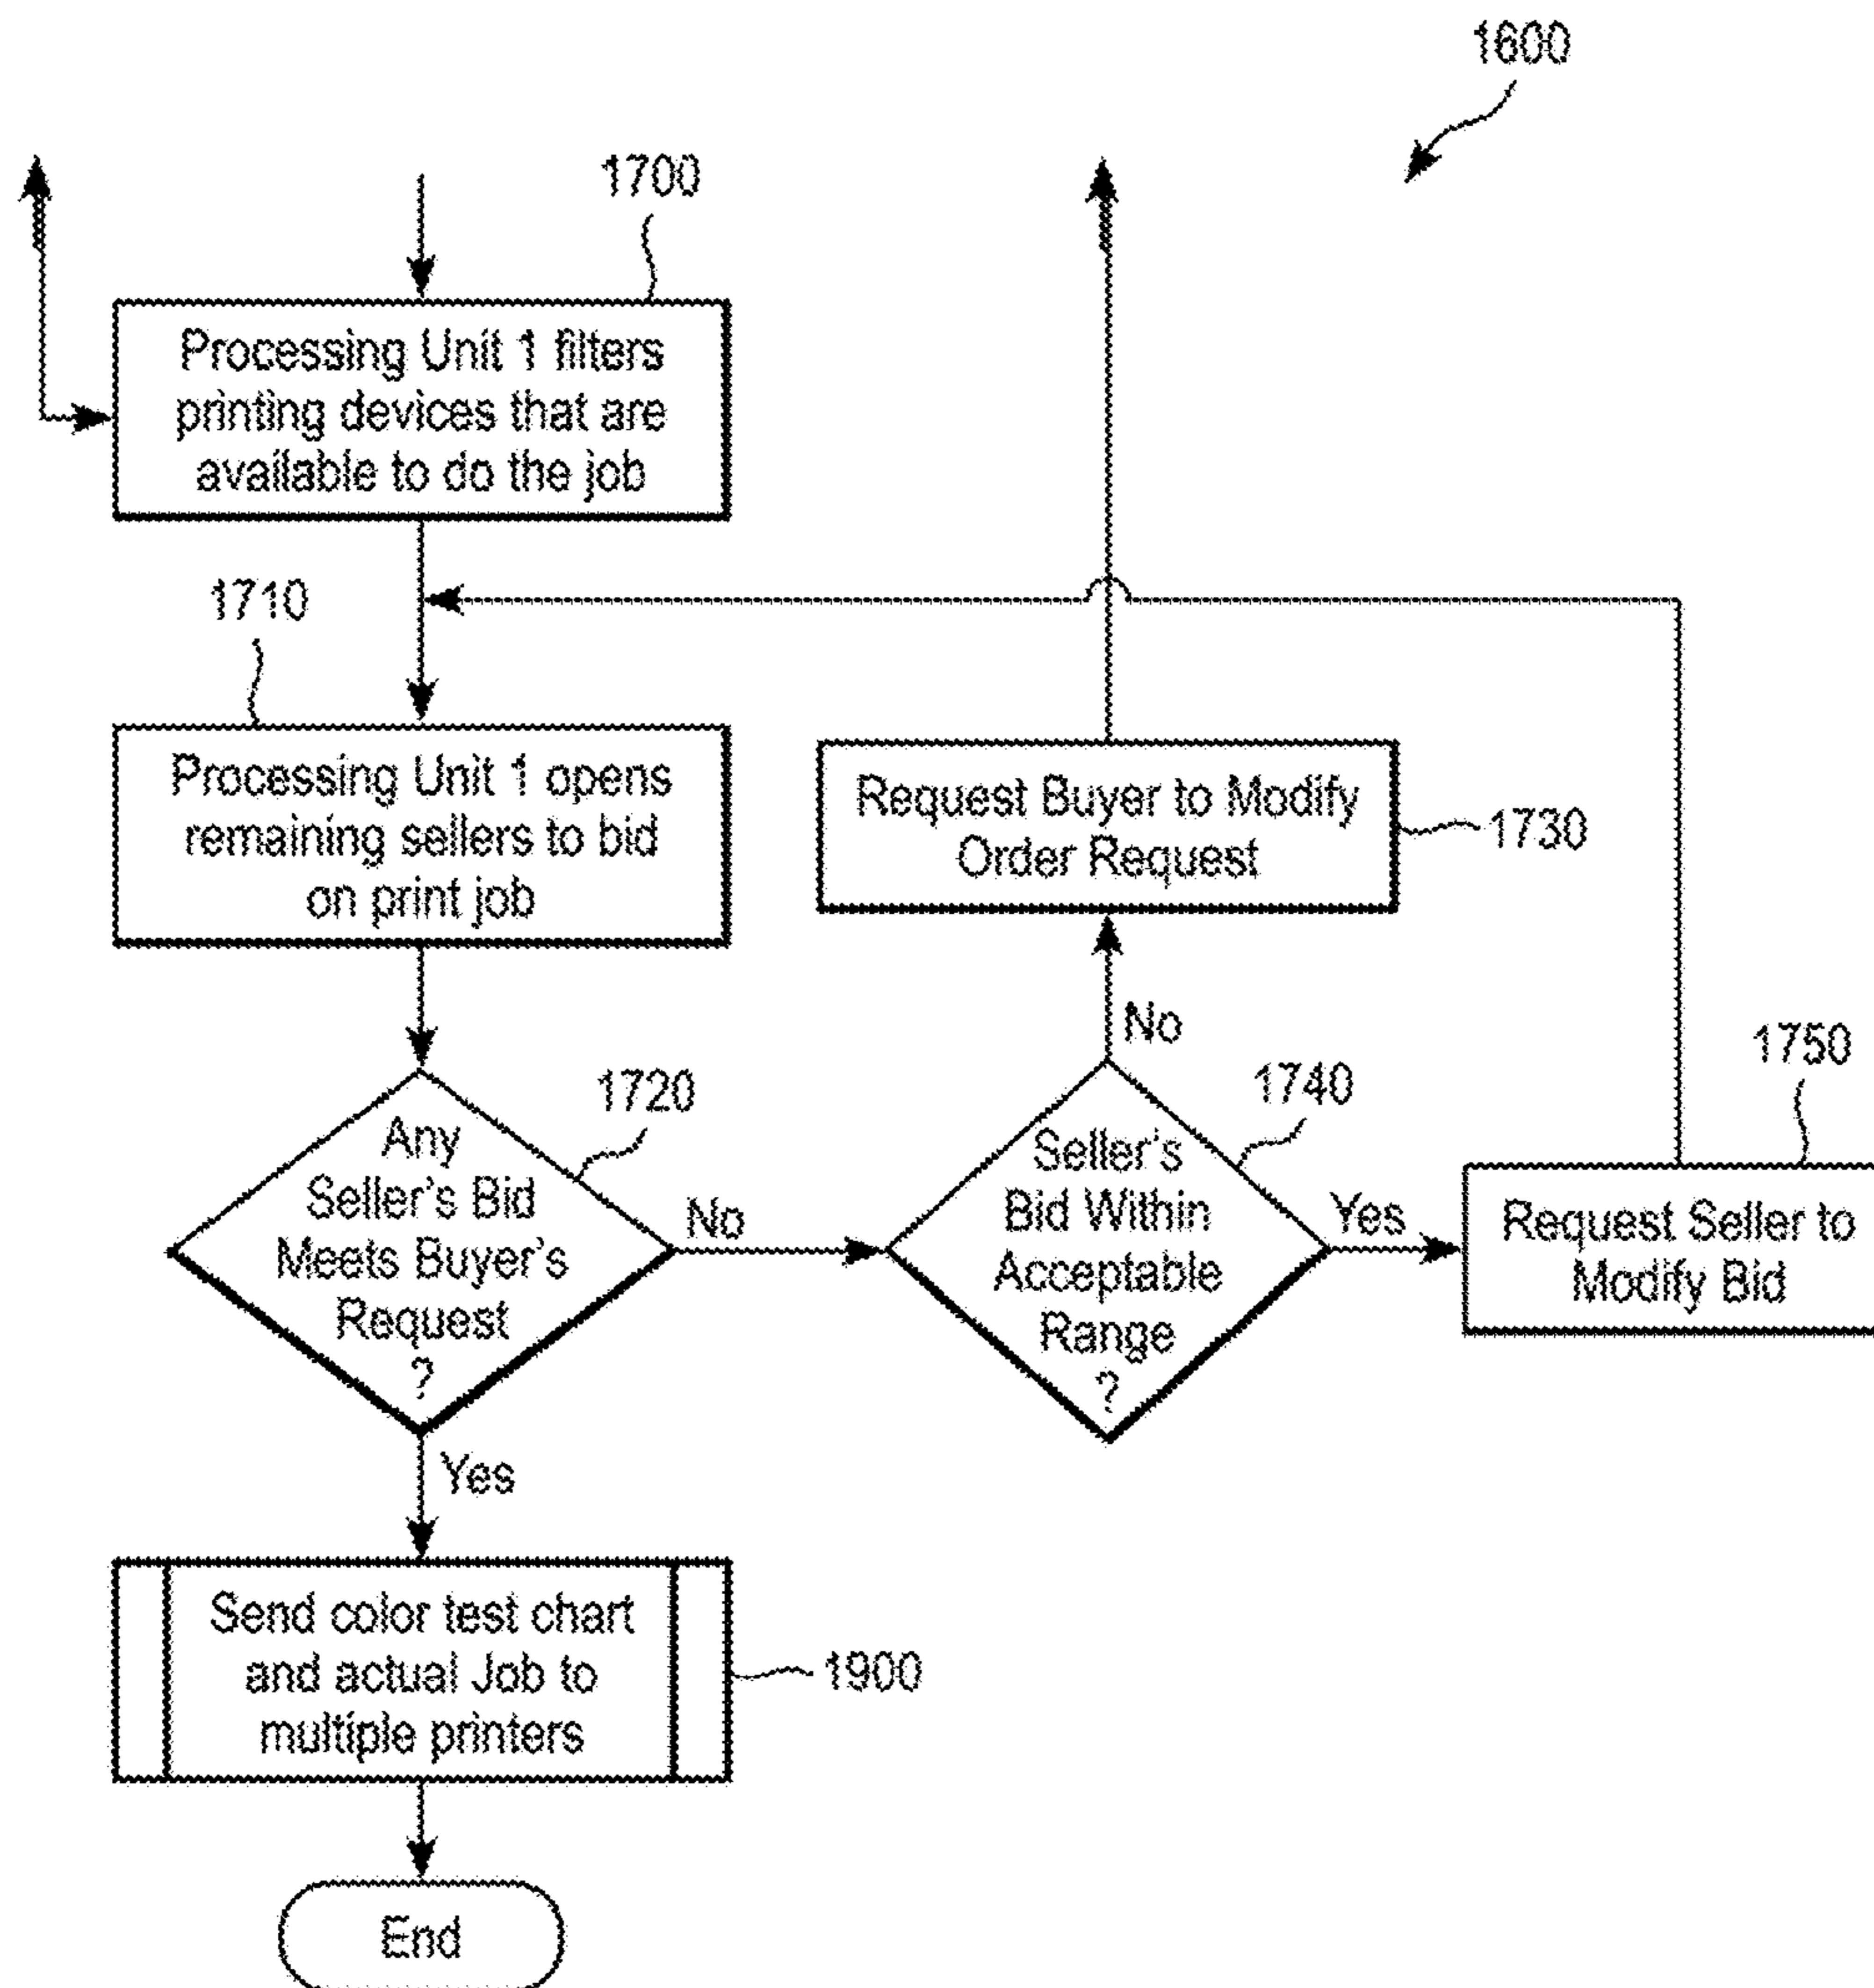 1600
1700
Processing Unit 1 filters
printing devices that are
available to do the job
1710
Processing Unit 1 opens
remaining sellers to bid
on print job
Request Buyer to Modify
Order Request
1730
No
1720
Any
Seller's Bid
Meets Buyer's
Request
?
No
1740
Seller's
Bid Within
Acceptable
Range
?
Yes
1750
Request Seller to
Modify Bid
Yes
Send color test chart
and actual Job to
multiple printers
1900
End